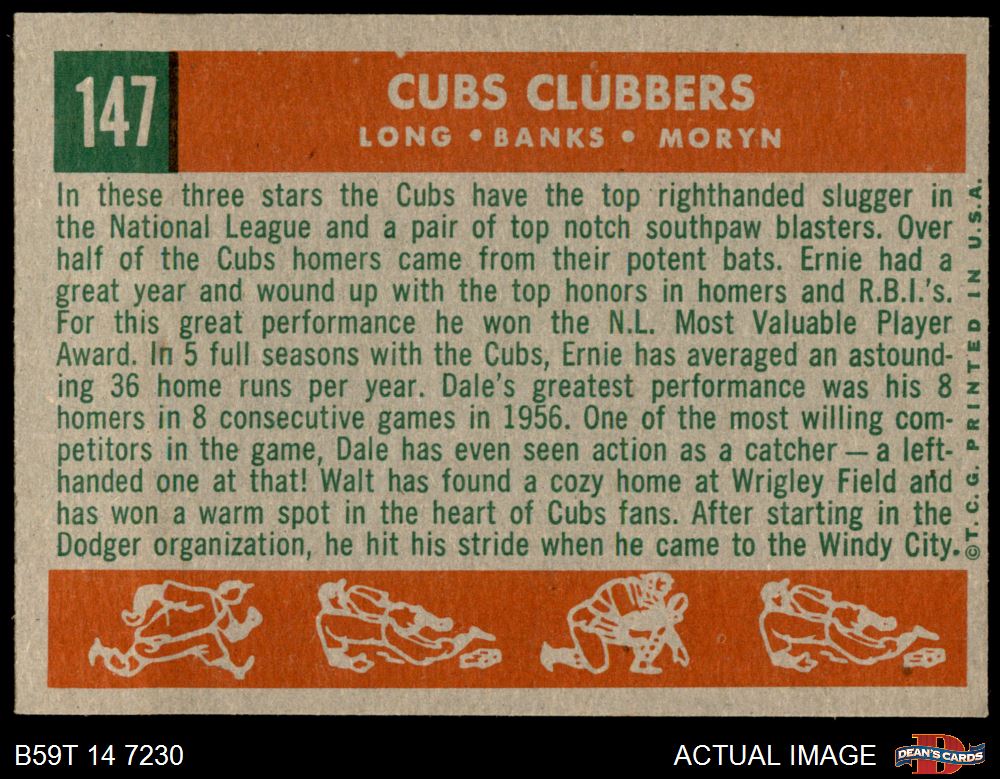 147
CUBS CLUBBERS
LONG • BANKS • MORYN
In these three stars the Cubs have the top righthanded slugger in
the National League and a pair of top notch southpaw blasters. Over
half of the Cubs homers came from their potent bats. Ernie had a
great year and wound up with the top honors in homers and R.B.I.'s.
For this great performance he won the N.L. Most Valuable Player
Award. In 5 full seasons with the Cubs, Ernie has averaged an astound-
ing 36 home runs per year. Dale's greatest performance was his 8
homers in 8 consecutive games in 1956. One of the most willing com-
petitors in the game, Dale has even seen action as a catcher — a left-
handed one at that! Walt has found a cozy home at Wrigley Field and
has won a warm spot in the heart of Cubs fans. After starting in the
Dodger organization, he hit his stride when he came to the Windy City.
© T. C. G. PRINTED IN U.S.A.
B59T 14 7230
ACTUAL IMAGE
D
DEAN'S CARDS